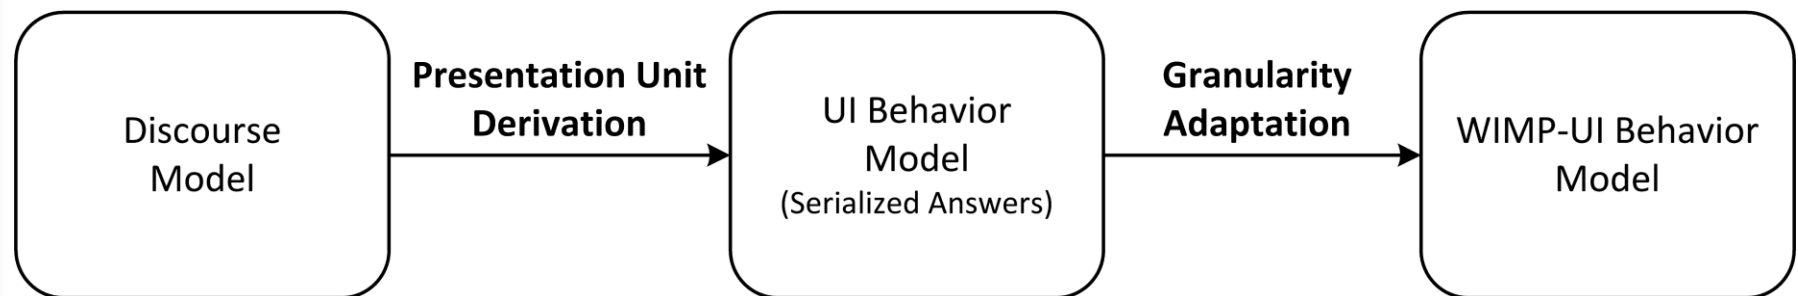 Discourse
Model
Presentation Unit
Derivation
UI Behavior
Model
(Serialized Answers)
Granularity
Adaptation
WIMP-UI Behavior
Model